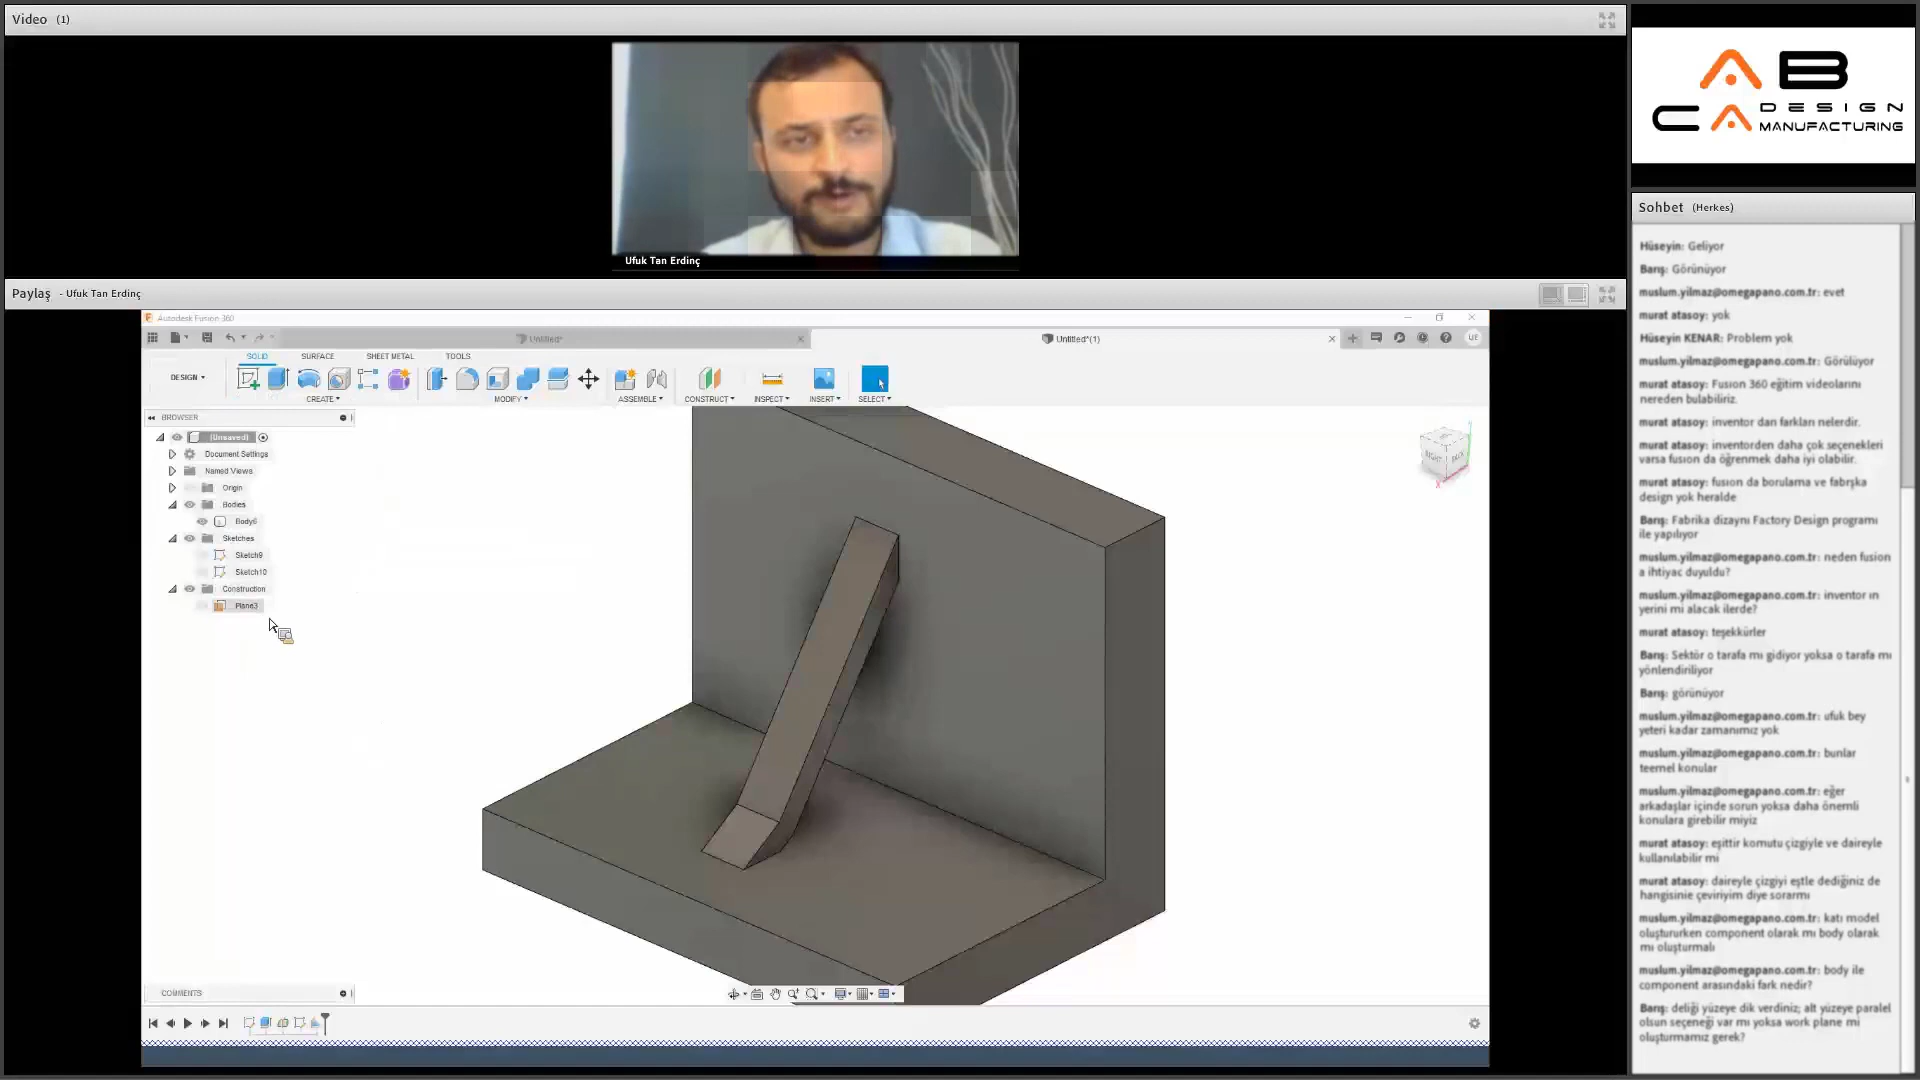 Video (1)
Ufuk Tan Erdinç
Paylaş - Ufuk Tan Erdinç
Autodesk Fusion 360
Untitled*
Untitled*(1)
UE
SOLID SURFACE SHEET METAL TOOLS
DESIGN
CREATE MODIFY ASSEMBLE CONSTRUCT INSPECT INSERT SELECT
BROWSER
(Unsaved)
Document Settings
Named Views
Origin
Bodies
Body6
Sketches
Sketch9
Sketch10
Construction
Plane3
RIGHT BACK
X
COMMENTS
AB
CA DESIGN
MANUFACTURING
Sohbet (Herkes)
Hüseyin: Geliyor
Barış: Görünüyor
muslum.yilmaz@omegapano.com.tr: evet
murat atasoy: yok
Hüseyin KENAR: Problem yok
muslum.yilmaz@omegapano.com.tr: Görülüyor
murat atasoy: Fusion 360 eğitim videolarını
nereden bulabiliriz.
murat atasoy: inventor dan farkları nelerdir.
murat atasoy: inventorden daha çok seçenekleri
varsa fusıon da öğrenmek daha iyi olabilir.
murat atasoy: fusıon da borulama ve fabrşka
design yok heralde
Barış: Fabrika dizaynı Factory Design programı
ile yapılıyor
muslum.yilmaz@omegapano.com.tr: neden fusion
a ihtiyac duyuldu?
muslum.yilmaz@omegapano.com.tr: inventor ın
yerini mi alacak ilerde?
murat atasoy: teşekkürler
Barış: Sektör o tarafa mı gidiyor yoksa o tarafa mı
yönlendiriliyor
Barış: görünüyor
muslum.yilmaz@omegapano.com.tr: ufuk bey
yeteri kadar zamanımız yok
muslum.yilmaz@omegapano.com.tr: bunlar
teemel konular
muslum.yilmaz@omegapano.com.tr: eğer
arkadaşlar içinde sorun yoksa daha önemli
konulara girebilir miyiz
murat atasoy: eşittir komutu çizgiyle ve daireyle
kullanılabilir mi
murat atasoy: daireyle çizgiyi eştle dediğiniz de
hangisinie çeviriyim diye sorarmı
muslum.yilmaz@omegapano.com.tr: katı model
oluştururken component olarak mı body olarak
mı oluşturmalı
muslum.yilmaz@omegapano.com.tr: body ile
component arasındaki fark nedir?
Barış: deliği yüzeye dik verdiniz; alt yüzeye paralel
olsun seçeneği var mı yoksa work plane mi
oluşturmamız gerek?